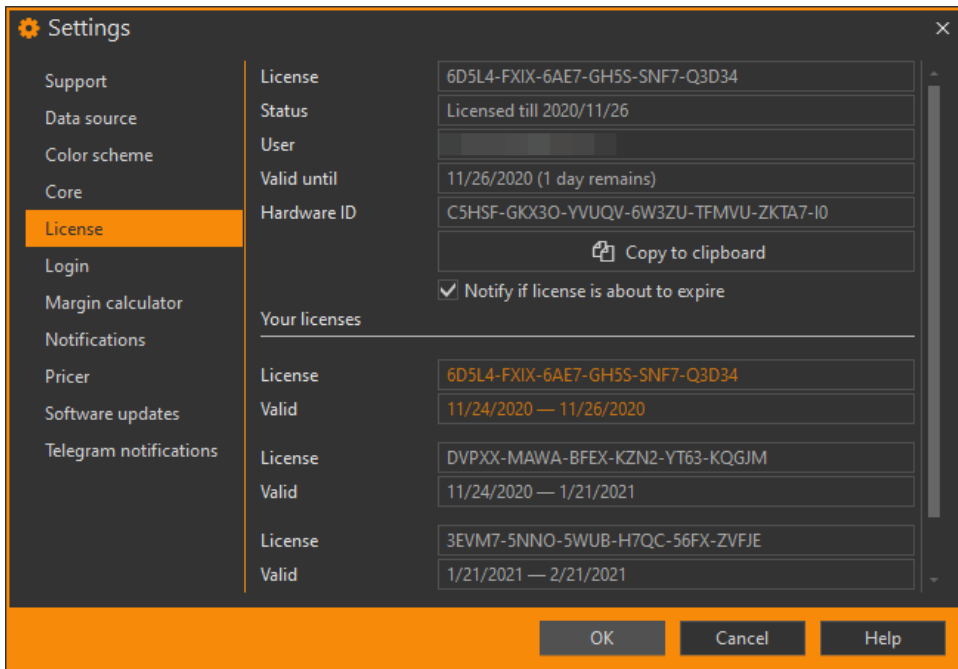 Settings
Support
Data source
Color scheme
Core
License
Login
Margin calculator
Notifications
Pricer
Software updates
Telegram notifications
License 6D5L4-FXIX-6AE7-GH5S-SNF7-Q3D34
Status Licensed till 2020/11/26
User
Valid until 11/26/2020 (1 day remains)
Hardware ID C5HSF-GKX3O-YVUQV-6W3ZU-TFMVU-ZKTA7-I0
Copy to clipboard
Notify if license is about to expire
Your licenses
License 6D5L4-FXIX-6AE7-GH5S-SNF7-Q3D34
Valid 11/24/2020 — 11/26/2020
License DVPXX-MAWA-BFEX-KZN2-YT63-KQGJM
Valid 11/24/2020 — 1/21/2021
License 3EVM7-5NNO-5WUB-H7QC-56FX-ZVFJE
Valid 1/21/2021 — 2/21/2021
OK Cancel Help